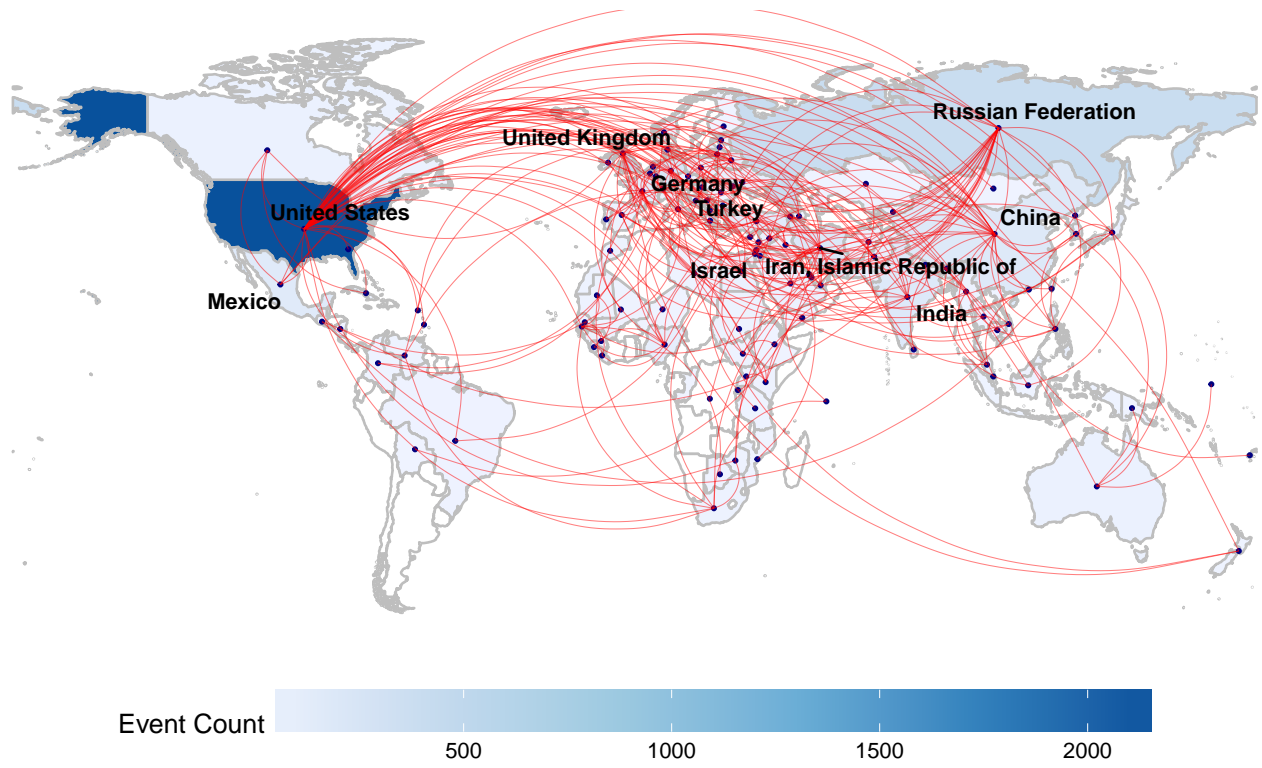 Russian Federation
United Kingdom
Germany
Turkey
United States
China
Israel
Iran, Islamic Republic of
Mexico
India
Event Count
500
1000
1500
2000